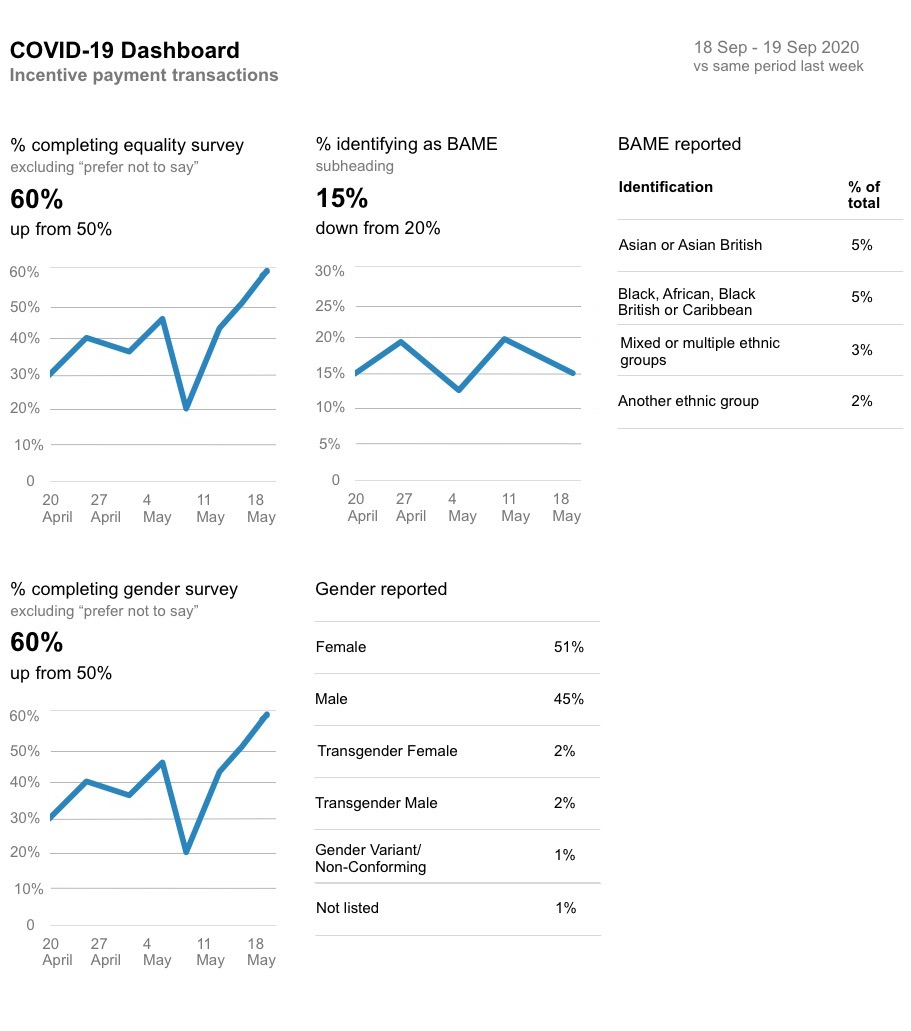 COVID-19 Dashboard
Incentive payment transactions
18 Sep - 19 Sep 2020
vs same period last week
% completing equality survey
excluding “prefer not to say”
60%
up from 50%
60%
50%
40%
30%
20%
10%
0
20 April
27 April
4 May
11 May
18 May
% identifying as BAME
subheading
15%
down from 20%
30%
25%
20%
15%
10%
5%
0
20 April
27 April
4 May
11 May
18 May
BAME reported
Identification
% of
total
Asian or Asian British 5%
Black, African, Black
British or Caribbean
5%
Mixed or multiple ethnic
groups
3%
Another ethnic group 2%
% completing gender survey
excluding “prefer not to say”
60%
up from 50%
60%
50%
40%
30%
20%
10%
0
20 April
27 April
4 May
11 May
18 May
Gender reported
Female 51%
Male 45%
Transgender Female 2%
Transgender Male 2%
Gender Variant/
Non-Conforming
1%
Not listed 1%